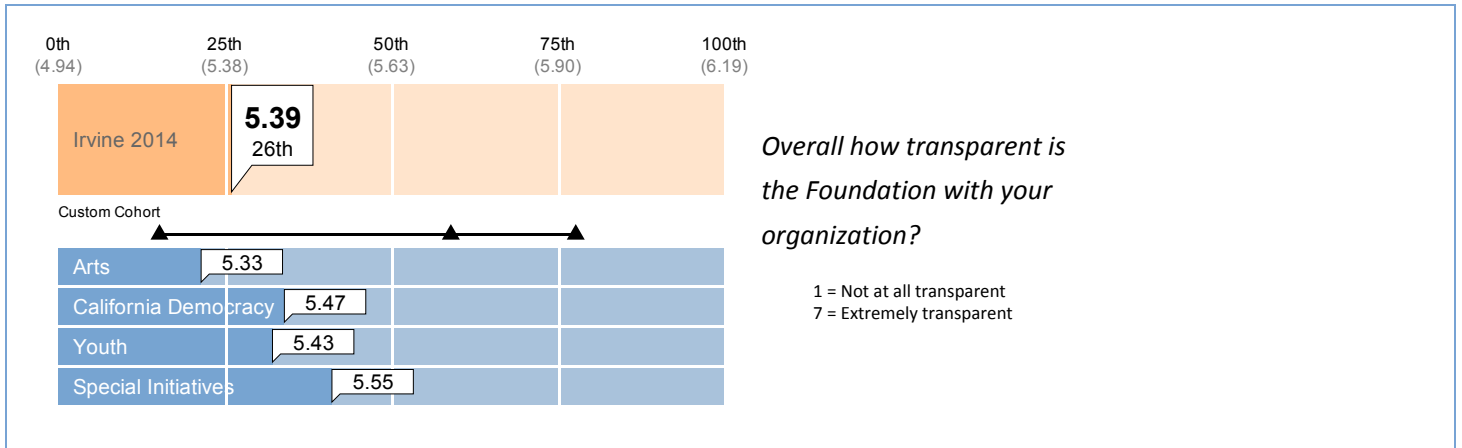 0th 25th 50th 75th 100th
(4.94) (5.38) (5.63) (5.90) (6.19)
Irvine 2014
5.39
26th
Custom Cohort
Arts 5.33
California Democracy 5.47
Youth 5.43
Special Initiatives 5.55
Overall how transparent is
the Foundation with your
organization?
1 = Not at all transparent
7 = Extremely transparent